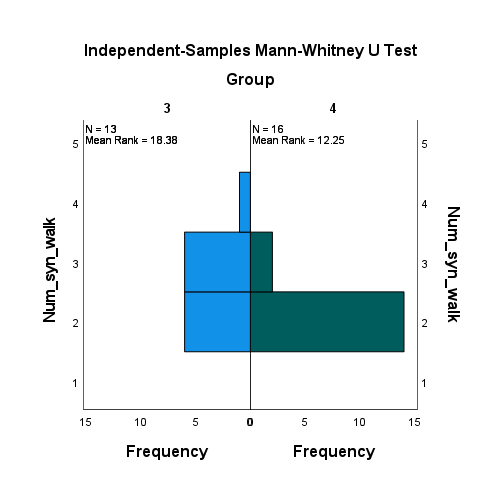 Independent-Samples Mann-Whitney U Test
Group
3 4
N = 13 N = 16
Mean Rank = 18.38 Mean Rank = 12.25
5 5
4 4
3 3
2 2
1 1
Num_syn_walk Num_syn_walk
15 10 5 0 5 10 15
Frequency Frequency